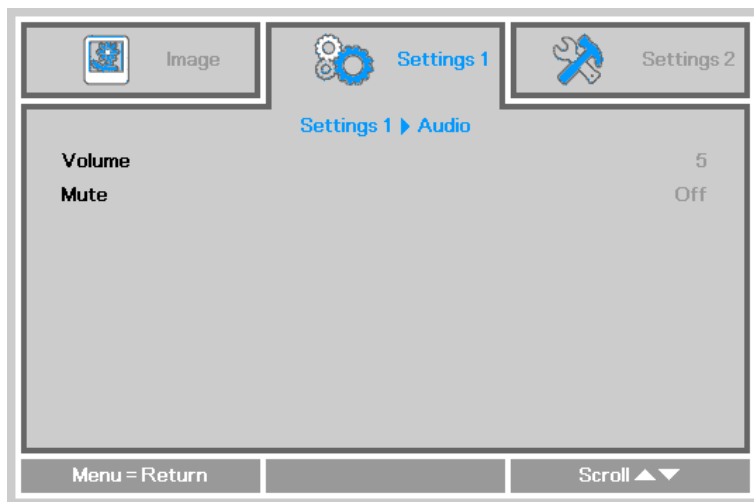 Image Settings 1 Settings 2
Settings 1 ▶ Audio
Volume 5
Mute Off
Menu = Return Scroll ▲▼